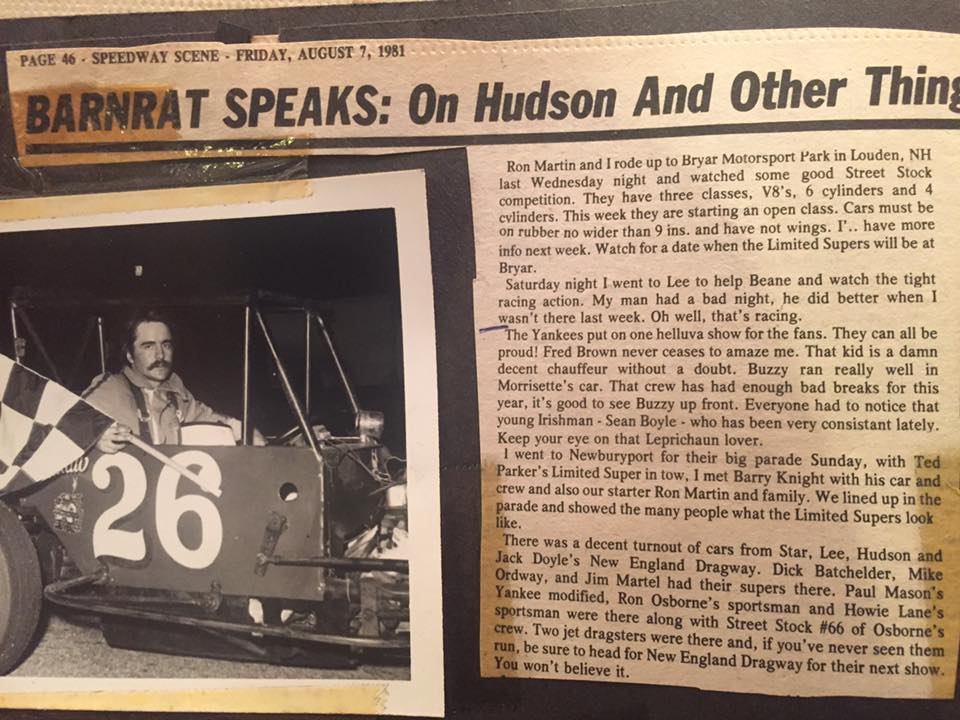 PAGE 46 - SPEEDWAY SCENE - FRIDAY, AUGUST 7, 1981
BARNRAT SPEAKS: On Hudson And Other Thing
Ron Martin and I rode up to Bryar Motorsport Park in Louden, NH
last Wednesday night and watched some good Street Stock
competition. They have three classes, V8's, 6 cylinders and 4
cylinders. This week they are starting an open class. Cars must be
on rubber no wider than 9 ins. and have not wings. I'.. have more
info next week. Watch for a date when the Limited Supers will be at
Bryar.
Saturday night I went to Lee to help Beane and watch the tight
racing action. My man had a bad night, he did better when I
wasn't there last week. Oh well, that's racing.
The Yankees put on one helluva show for the fans. They can all be
proud! Fred Brown never ceases to amaze me. That kid is a damn
decent chauffeur without a doubt. Buzzy ran really well in
Morrisette's car. That crew has had enough bad breaks for this
year, it's good to see Buzzy up front. Everyone had to notice that
young Irishman - Sean Boyle - who has been very consistant lately.
Keep your eye on that Leprichaun lover.
I went to Newburyport for their big parade Sunday, with Ted
Parker's Limited Super in tow, I met Barry Knight with his car and
crew and also our starter Ron Martin and family. We lined up in the
parade and showed the many people what the Limited Supers look
like.
There was a decent turnout of cars from Star, Lee, Hudson and
Jack Doyle's New England Dragway. Dick Batchelder, Mike
Ordway, and Jim Martel had their supers there. Paul Mason's
Yankee modified, Ron Osborne's sportsman and Howie Lane's
sportsman were there along with Street Stock #66 of Osborne's
crew. Two jet dragsters were there and, if you've never seen them
run, be sure to head for New England Dragway for their next show.
You won't believe it.
26